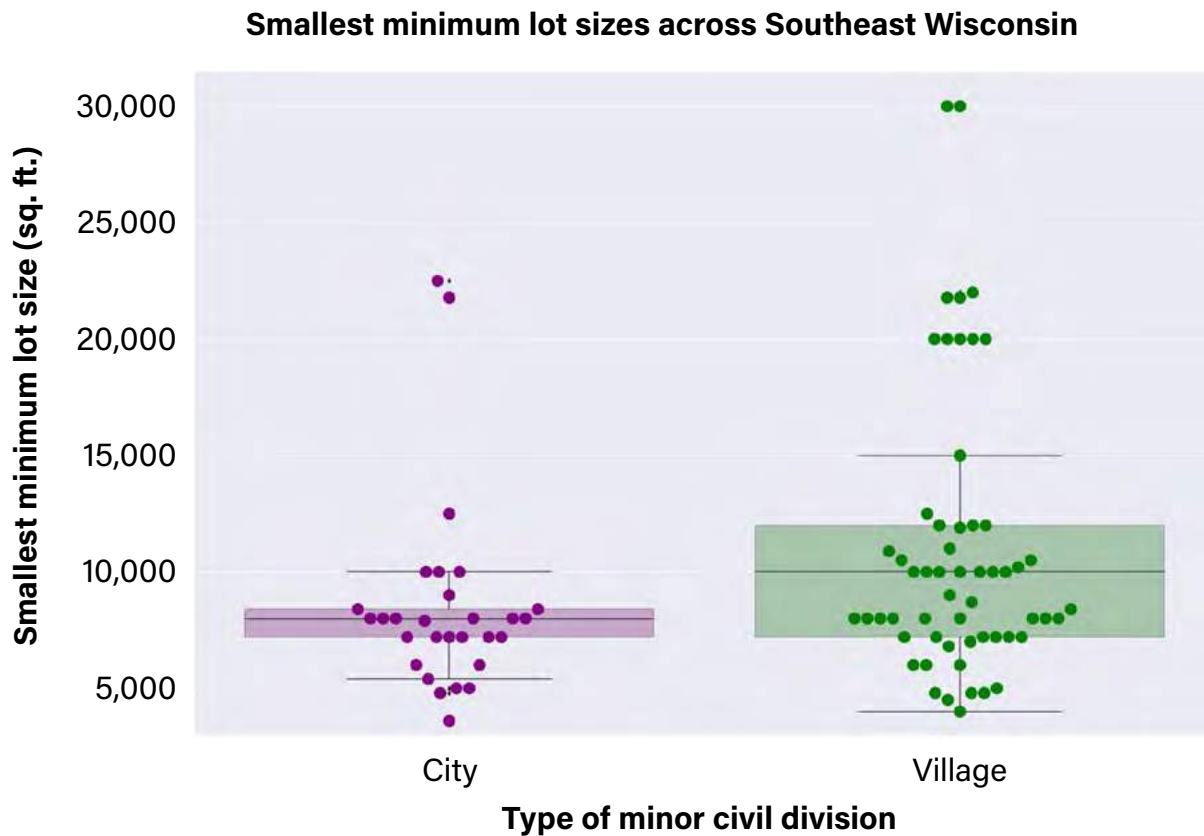 Smallest minimum lot sizes across Southeast Wisconsin
Smallest minimum lot size (sq. ft.)
30,000
25,000
20,000
15,000
10,000
5,000
City
Village
Type of minor civil division